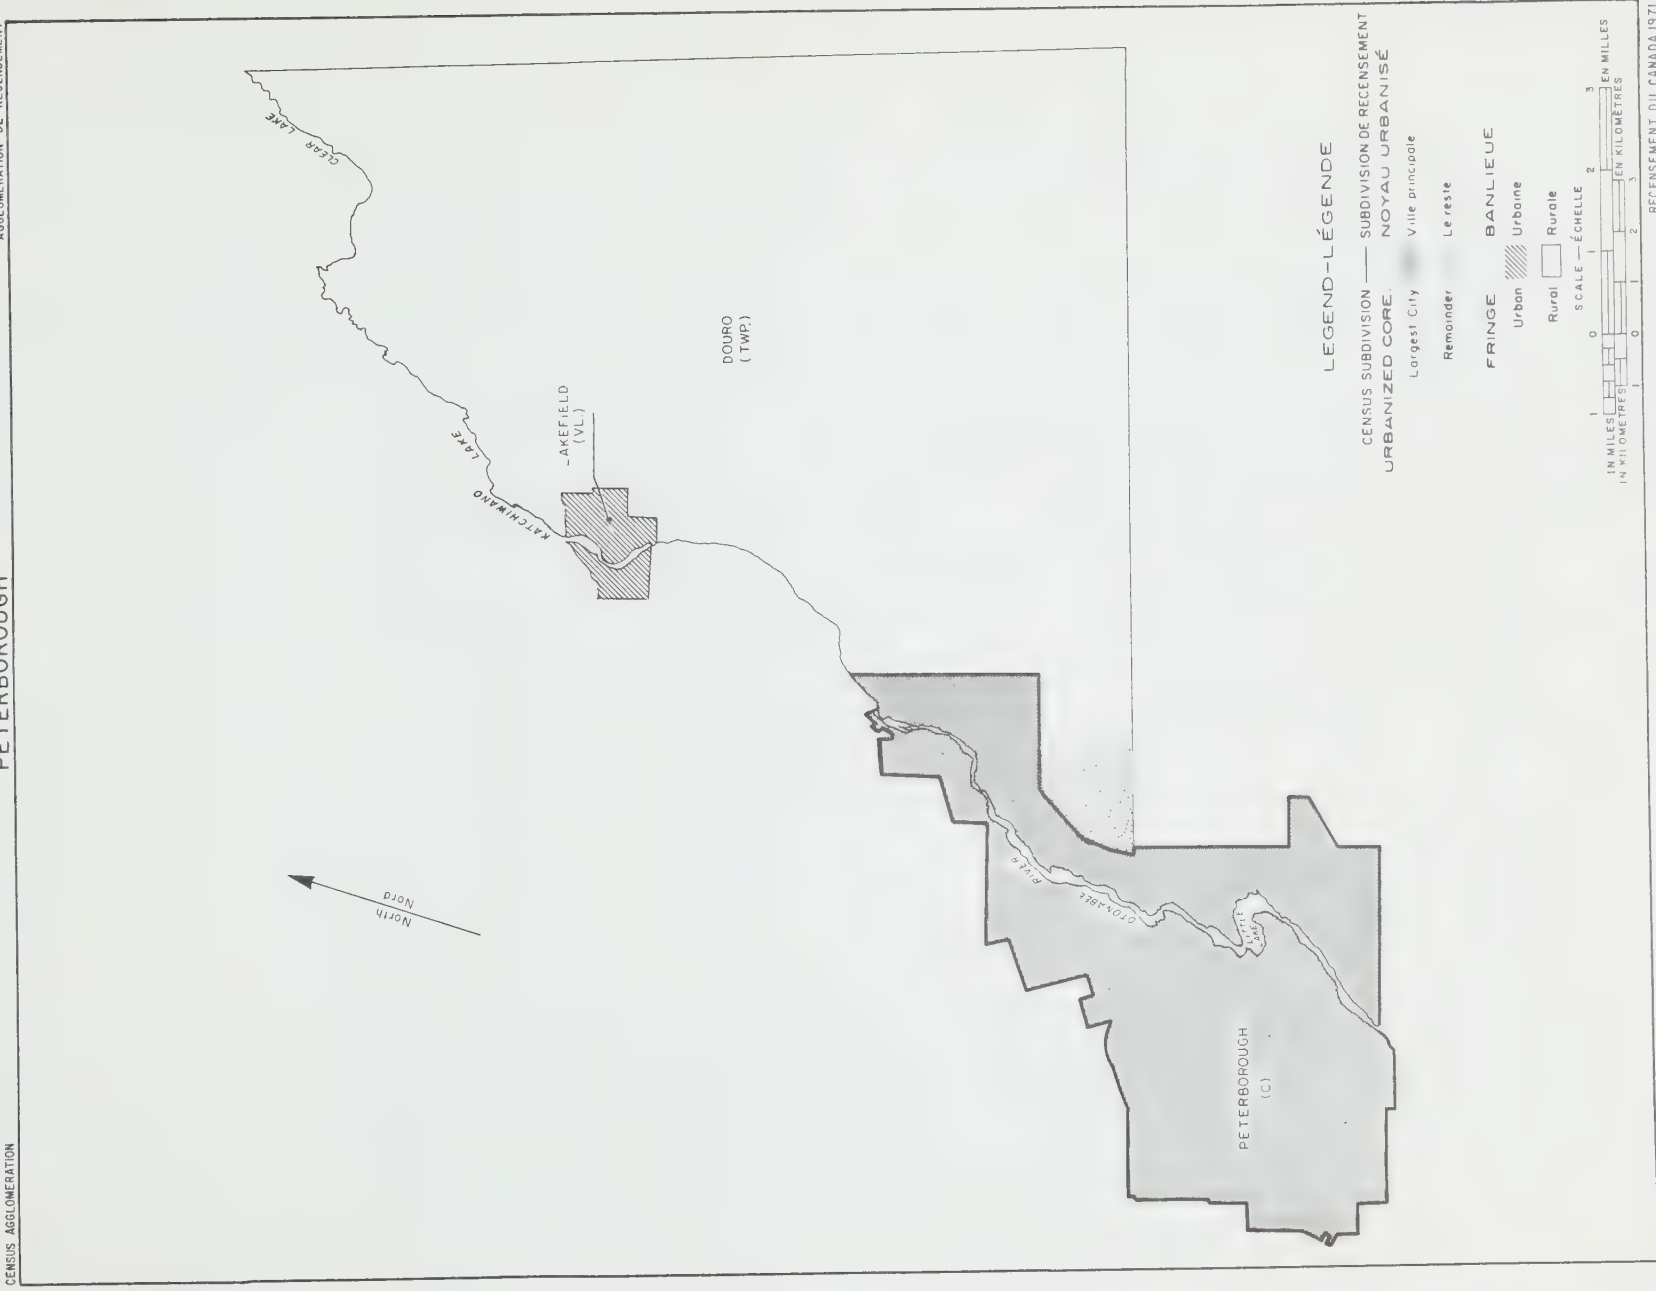 CENSUS AGGLOMERATION
PETERBOROUGH
AGGLOMÉRATION DE RECENSEMENT
CLEAR LAKE
KATCHIWANO LAKE
-AKEFIELD
(VL.)
DOURO
(TWP.)
North
Nord
OTONABEE RIVER
LITTLE
LAKE
PETERBOROUGH
(C)
LEGEND-LÉGENDE
CENSUS SUBDIVISION SUBDIVISION DE RECENSEMENT
URBANIZED CORE. NOYAU URBANISÉ
Largest City Ville principale
Remainder Le reste
FRINGE BANLIEUE
Urban Urbaine
Rural Rurale
SCALE — ÉCHELLE
1 0 1 2 3
IN MILES EN MILLES
IN KILOMETRES EN KILOMÈTRES
1 0 1 2 3
RECENSEMENT DU CANADA 1971